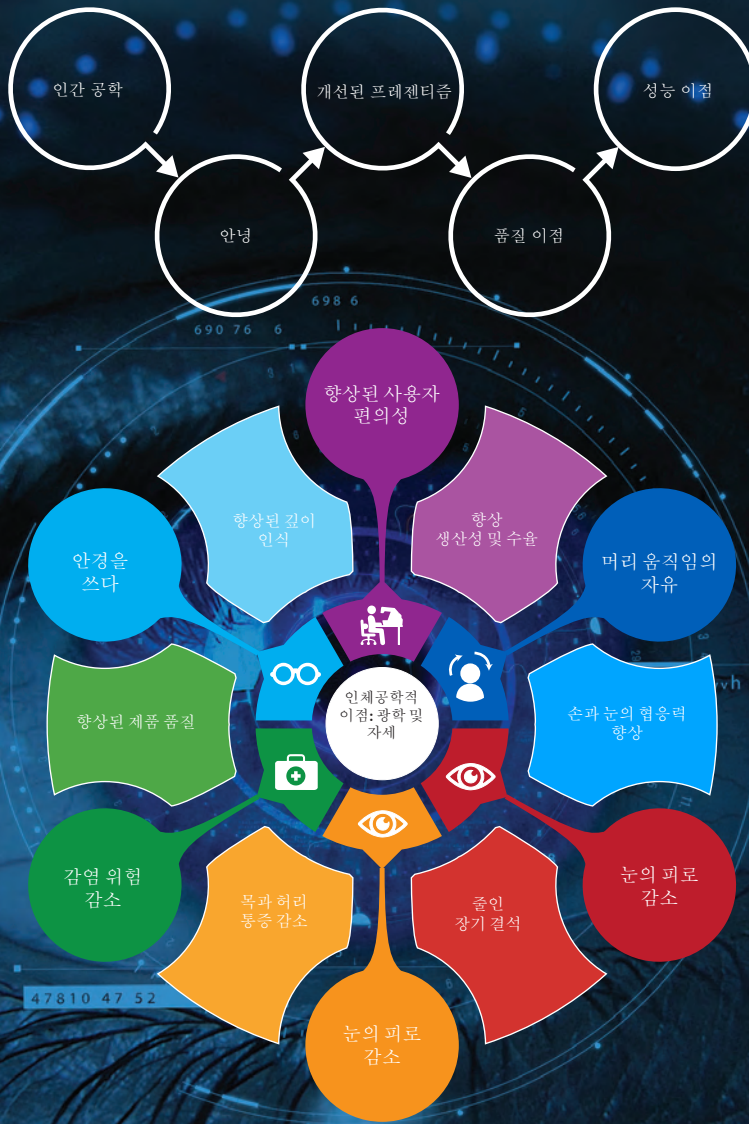 인간 공학
개선된 프레젠티즘
성능 이점
안녕
품질 이점
698 6
690 76 6
향상된 사용자
편의성
향상된 깊이
인식
향상
생산성 및 수율
안경을
쓰다
머리 움직임의
자유
인체공학적
이점: 광학 및
자세
향상된 제품 품질
손과 눈의 협응력
향상
감염 위험
감소
눈의 피로
감소
목과 허리
통증 감소
줄인
장기 결석
47810 47 52
눈의 피로
감소